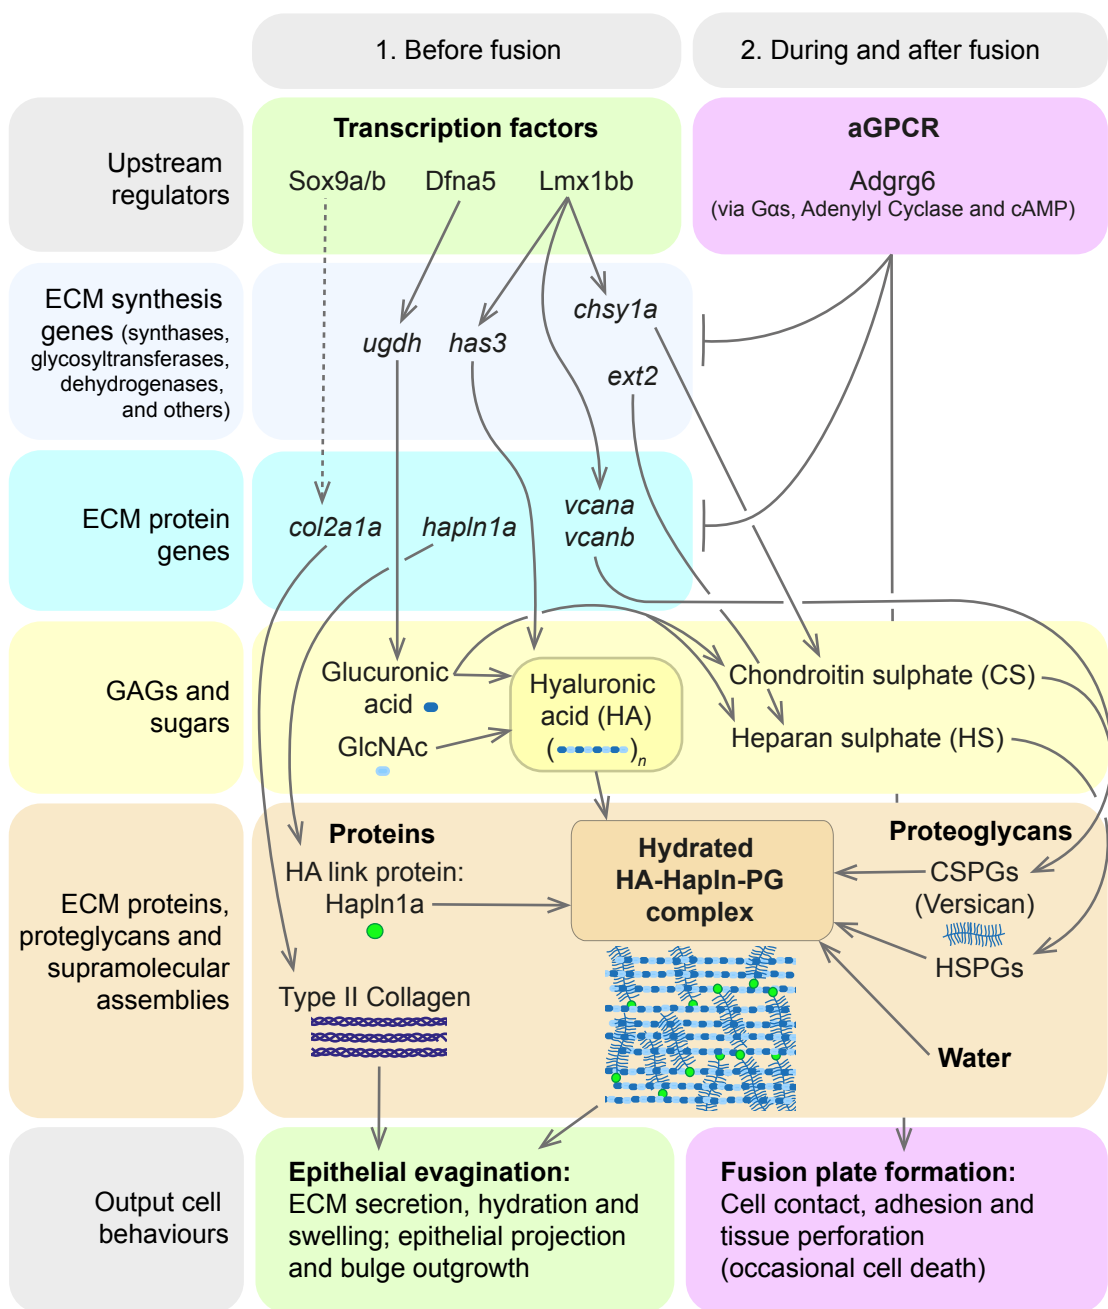 1. Before fusion
2. During and after fusion
Upstream
regulators
Transcription factors
Sox9a/b
Dfna5
Lmx1bb
aGPCR
Adgrg6
(via Gαs, Adenylyl Cyclase and cAMP)
ECM synthesis
genes (synthases,
glycosyltransferases,
dehydrogenases,
and others)
ugdh
has3
chsy1a
ext2
ECM protein
genes
col2a1a
hapln1a
vcana
vcanb
GAGs and
sugars
Glucuronic
acid
GlcNAc
Hyaluronic
acid (HA)
( )n
Chondroitin sulphate (CS)
Heparan sulphate (HS)
ECM proteins,
proteglycans and
supramolecular
assemblies
Proteins
HA link protein:
Hapln1a
Type II Collagen
Hydrated
HA-Hapln-PG
complex
Proteoglycans
CSPGs
(Versican)
HSPGs
Water
Output cell
behaviours
Epithelial evagination:
ECM secretion, hydration and
swelling; epithelial projection
and bulge outgrowth
Fusion plate formation:
Cell contact, adhesion and
tissue perforation
(occasional cell death)